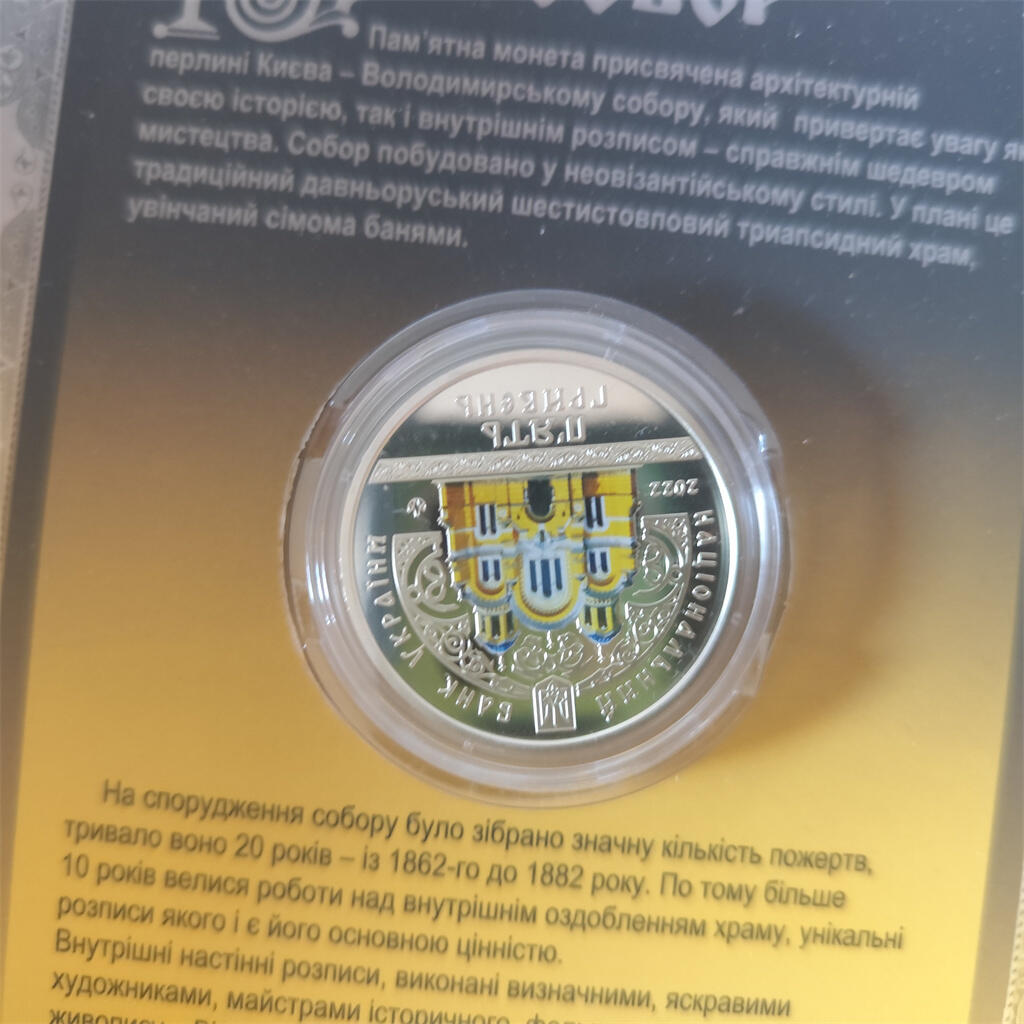 Пам'ятна монета присвячена архітектурній
перлині Києва – Володимирському собору, який привертає увагу як
своєю історією, так і внутрішнім розписом – справжнім шедевром
мистецтва. Собор побудовано у неовізантійському стилі. У плані це
традиційний давньоруський шестистовповий триапсидний храм,
увінчаний сімома банями.
НАЦІОНАЛЬНИЙ БАНК УКРАЇНИ
2022
П'ЯТЬ
ГРИВЕНЬ
На спорудження собору було зібрано значну кількість пожертв,
тривало воно 20 років – із 1862-го до 1882 року. По тому більше
10 років велися роботи над внутрішнім оздобленням храму, унікальні
розписи якого і є його основною цінністю.
Внутрішні настінні розписи, виконані визначними, яскравими
художниками, майстрами історичного,